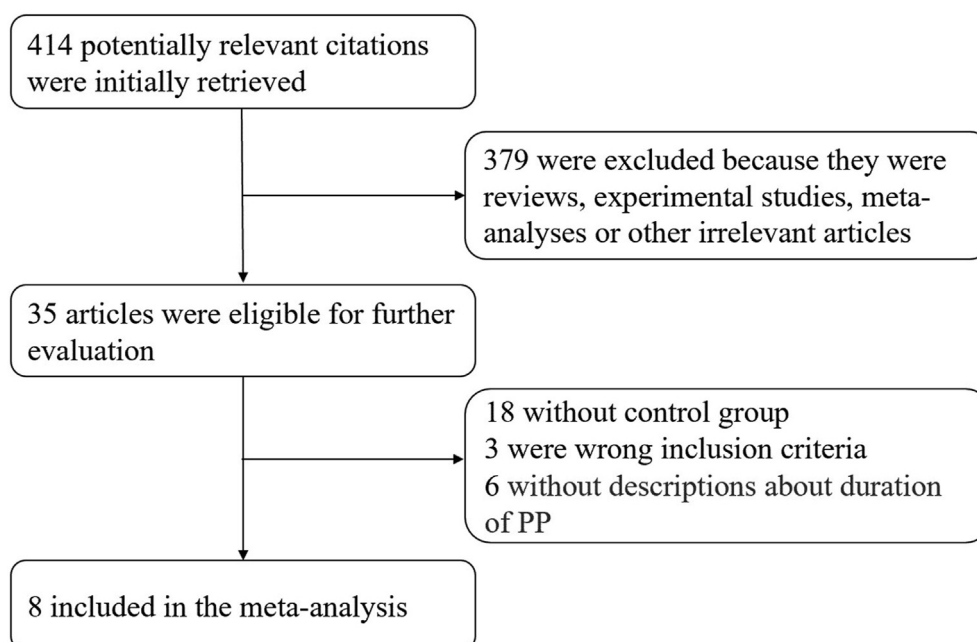 414 potentially relevant citations
were initially retrieved
379 were excluded because they were
reviews, experimental studies, meta-
analyses or other irrelevant articles
35 articles were eligible for further
evaluation
18 without control group
3 were wrong inclusion criteria
6 without descriptions about duration
of PP
8 included in the meta-analysis